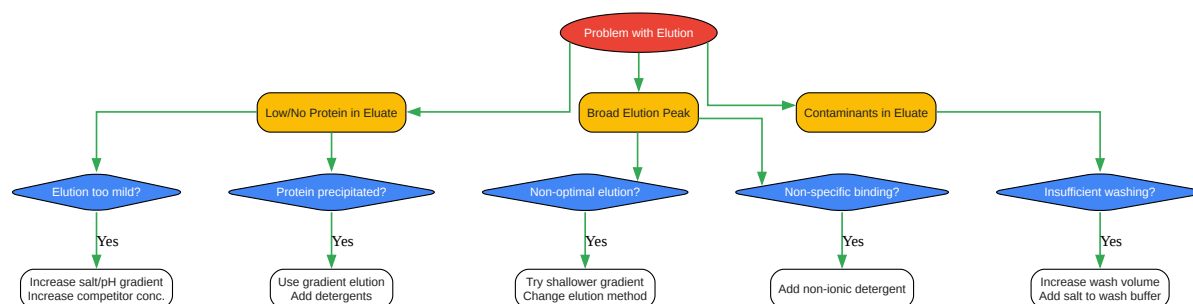 Problem with Elution
Low/No Protein in Eluate
Broad Elution Peak
Contaminants in Eluate
Elution too mild?
Protein precipitated?
Non-optimal elution?
Non-specific binding?
Insufficient washing?
Yes
Yes
Yes
Yes
Yes
Increase salt/pH gradient
Increase competitor conc.
Use gradient elution
Add detergents
Try shallower gradient
Change elution method
Add non-ionic detergent
Increase wash volume
Add salt to wash buffer